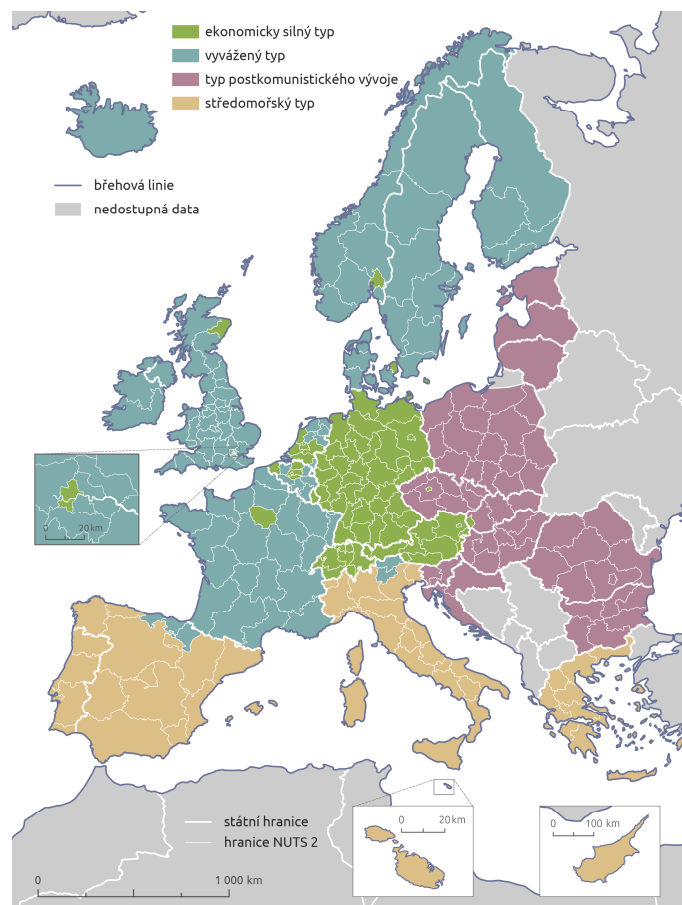 ekonomicky silný typ
vyvážený typ
typ postkomunistického vývoje
středomořský typ
břehová linie
nedostupná data
0 20 km
státní hranice
hranice NUTS 2
0 1 000 km
0 20 km
0 100 km